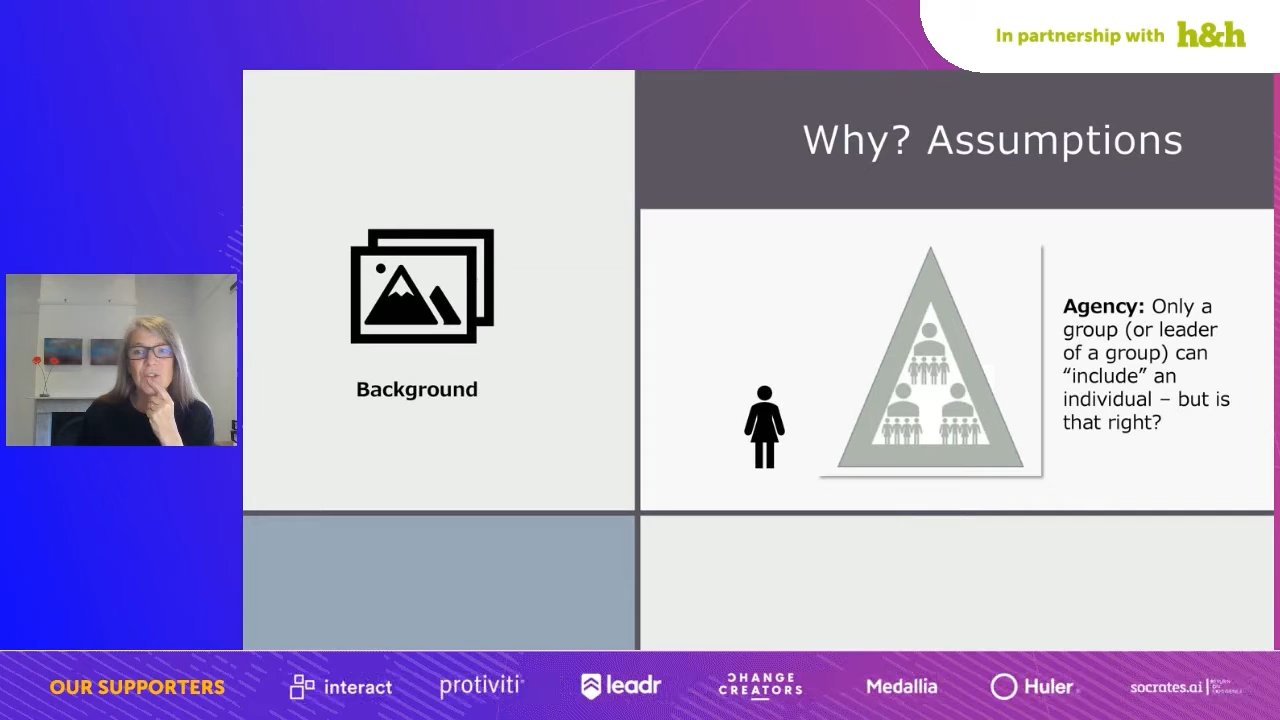 In partnership with h&h
Why? Assumptions
Background
Agency: Only a
group (or leader
of a group) can
“include” an
individual – but is
that right?
OUR SUPPORTERS
interact
protiviti
leadr
CHANGE
CREATORS
Medallia
Huler
socrates.ai